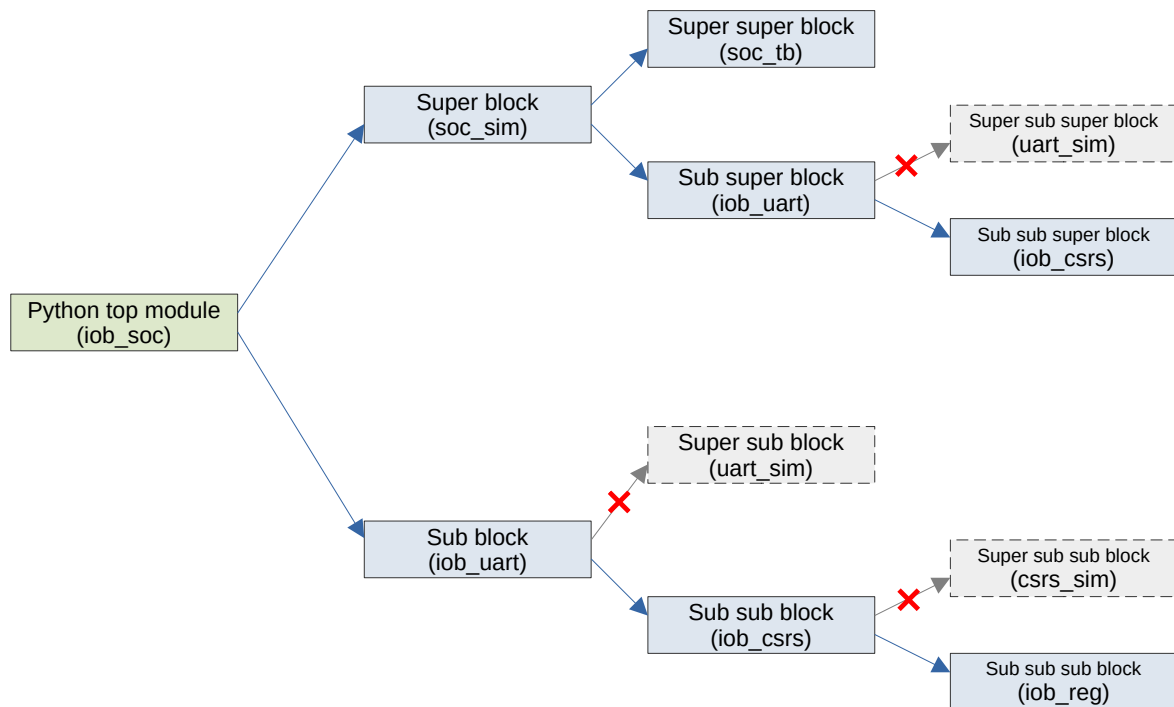 Super super block
(soc_tb)
Super block
(soc_sim)
Super sub super block
(uart_sim)
Sub super block
(iob_uart)
Sub sub super block
(iob_csrs)
Python top module
(iob_soc)
Super sub block
(uart_sim)
Sub block
(iob_uart)
Super sub sub block
(csrs_sim)
Sub sub block
(iob_csrs)
Sub sub sub block
(iob_reg)